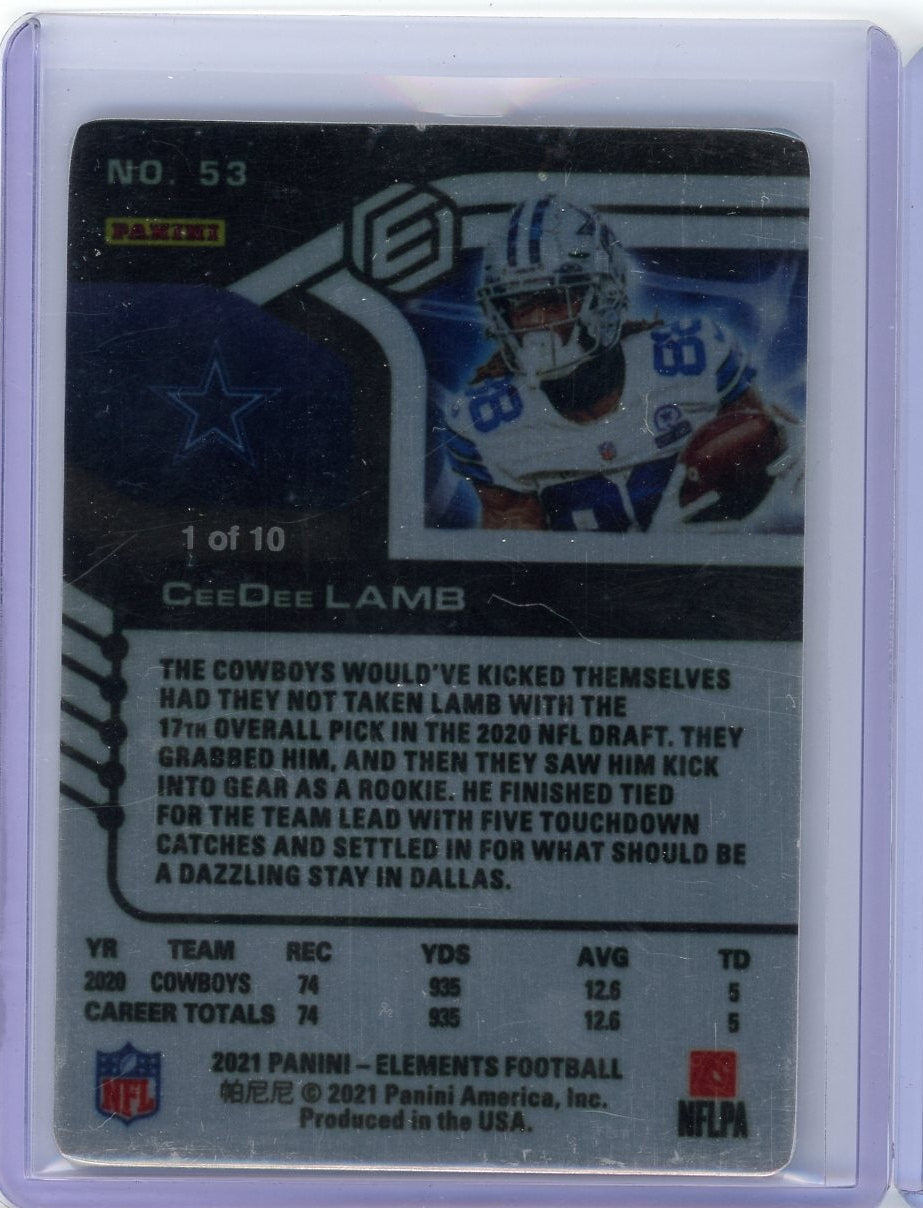 NO. 53
PANINI
88
88
1 of 10
CEEDEE LAMB
THE COWBOYS WOULD'VE KICKED THEMSELVES
HAD THEY NOT TAKEN LAMB WITH THE
17TH OVERALL PICK IN THE 2020 NFL DRAFT. THEY
GRABBED HIM, AND THEN THEY SAW HIM KICK
INTO GEAR AS A ROOKIE. HE FINISHED TIED
FOR THE TEAM LEAD WITH FIVE TOUCHDOWN
CATCHES AND SETTLED IN FOR WHAT SHOULD BE
A DAZZLING STAY IN DALLAS.
YR TEAM REC YDS AVG TD
2020 COWBOYS 74 935 12.6 5
CAREER TOTALS 74 935 12.6 5
NFL
2021 PANINI – ELEMENTS FOOTBALL
帕尼尼 © 2021 Panini America, Inc.
Produced in the USA.
NFLPA